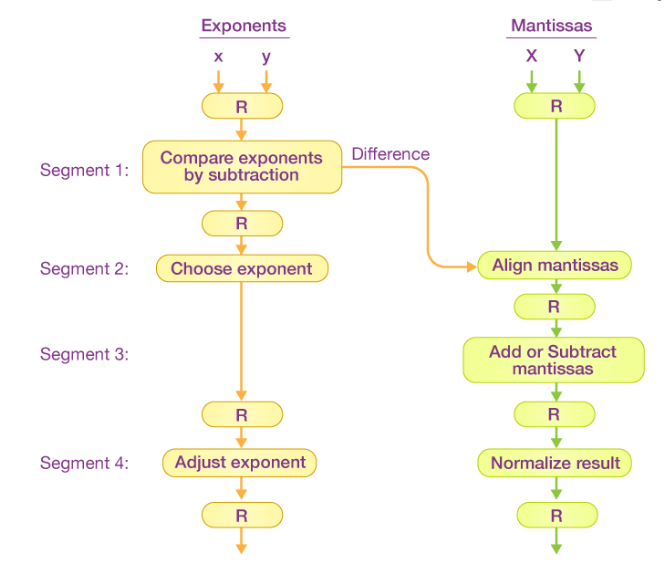 Exponents
Mantissas
x
y
X
Y
R
R
Segment 1:
Compare exponents
by subtraction
Difference
R
Segment 2:
Choose exponent
Align mantissas
R
Segment 3:
Add or Subtract
mantissas
R
R
Segment 4:
Adjust exponent
Normalize result
R
R